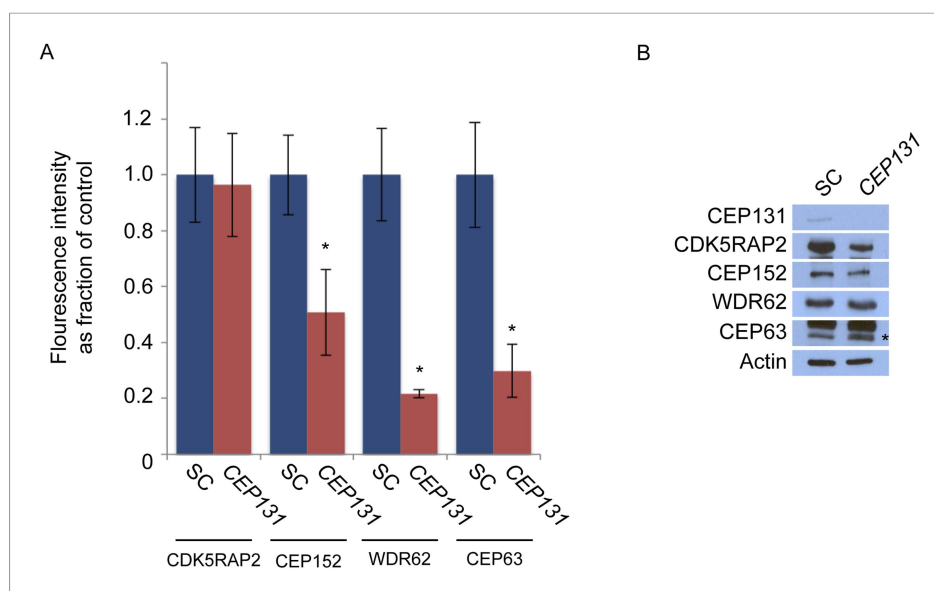 A
B
Flourescence intensity
as fraction of control
1.2
1.0
0.8
0.6
0.4
0.2
0
*
*
*
SC CEP131 SC CEP131 SC CEP131 SC CEP131
CDK5RAP2 CEP152 WDR62 CEP63
SC CEP131
CEP131
CDK5RAP2
CEP152
WDR62
CEP63 *
Actin